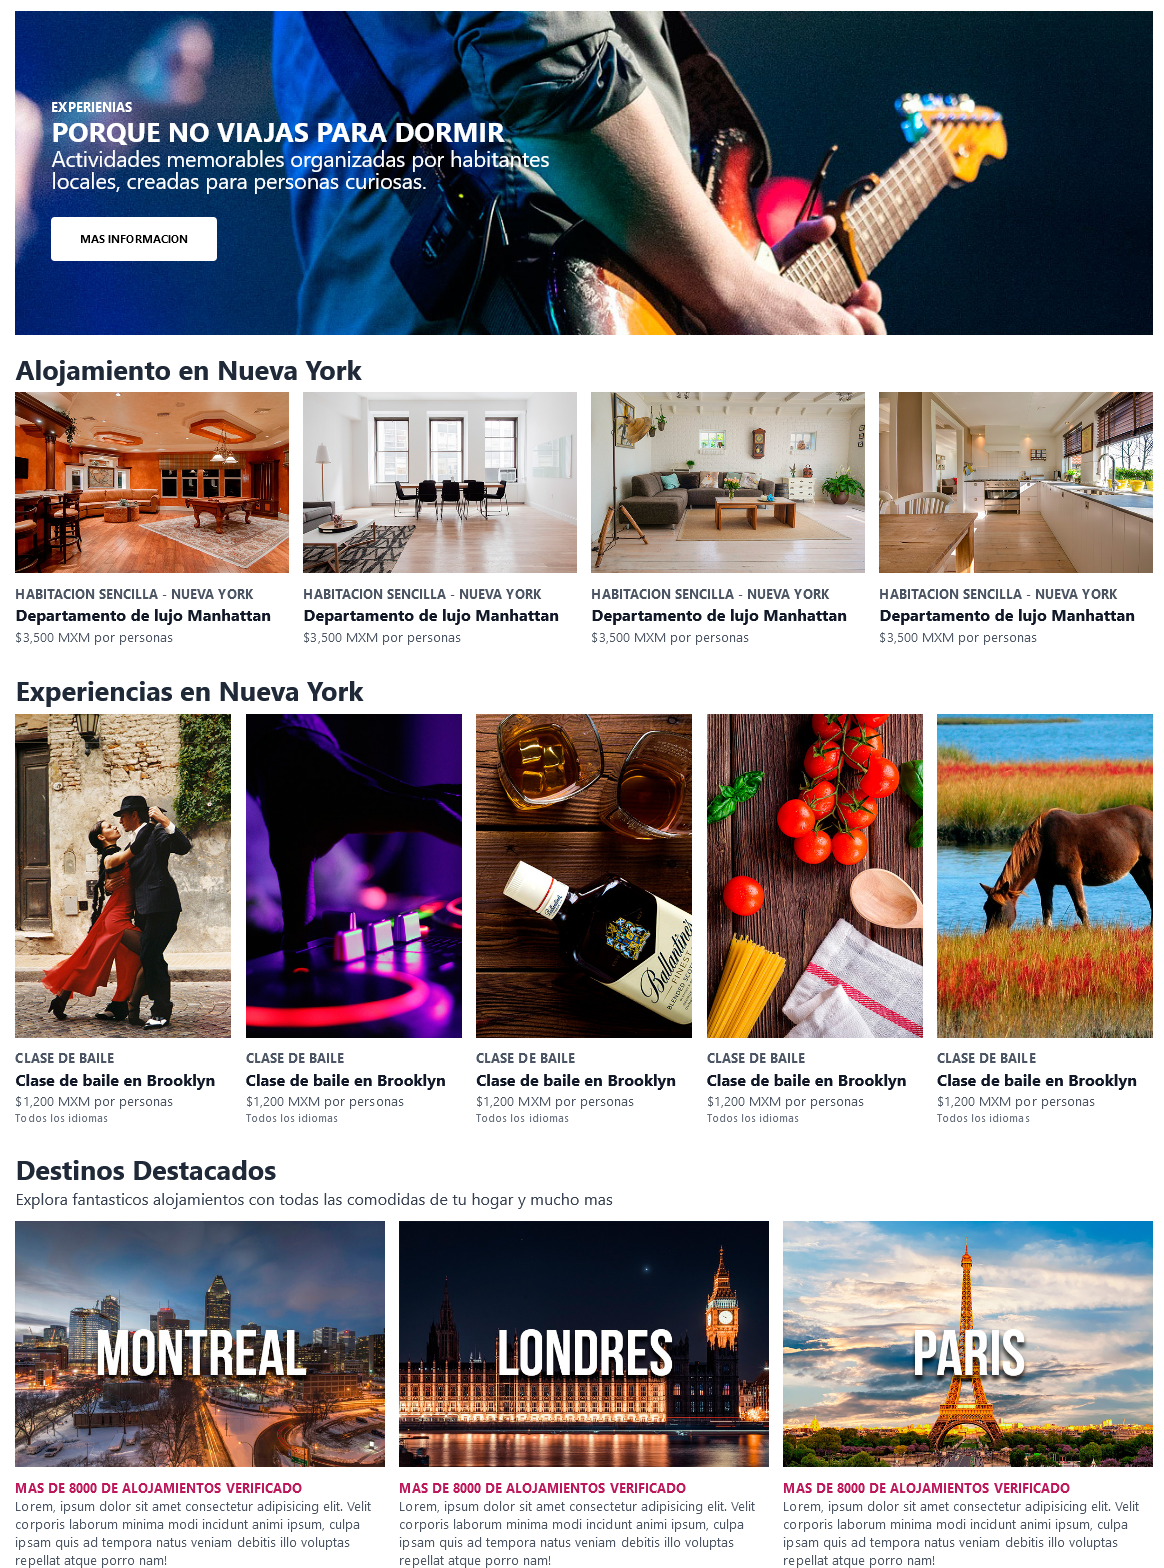 EXPERIENIAS
PORQUE NO VIAJAS PARA DORMIR
Actividades memorables organizadas por habitantes
locales, creadas para personas curiosas.
MAS INFORMACION
Alojamiento en Nueva York
HABITACION SENCILLA - NUEVA YORK
Departamento de lujo Manhattan
$3,500 MXM por personas
HABITACION SENCILLA - NUEVA YORK
Departamento de lujo Manhattan
$3,500 MXM por personas
HABITACION SENCILLA - NUEVA YORK
Departamento de lujo Manhattan
$3,500 MXM por personas
HABITACION SENCILLA - NUEVA YORK
Departamento de lujo Manhattan
$3,500 MXM por personas
Experiencias en Nueva York
Ballantine's
FINEST
BLENDED SCO
CLASE DE BAILE
Clase de baile en Brooklyn
$1,200 MXM por personas
Todos los idiomas
CLASE DE BAILE
Clase de baile en Brooklyn
$1,200 MXM por personas
Todos los idiomas
CLASE DE BAILE
Clase de baile en Brooklyn
$1,200 MXM por personas
Todos los idiomas
CLASE DE BAILE
Clase de baile en Brooklyn
$1,200 MXM por personas
Todos los idiomas
CLASE DE BAILE
Clase de baile en Brooklyn
$1,200 MXM por personas
Todos los idiomas
Destinos Destacados
Explora fantasticos alojamientos con todas las comodidas de tu hogar y mucho mas
MONTREAL
MAS DE 8000 DE ALOJAMIENTOS VERIFICADO
Lorem, ipsum dolor sit amet consectetur adipisicing elit. Velit
corporis laborum minima modi incidunt animi ipsum, culpa
ipsam quis ad tempora natus veniam debitis illo voluptas
repellat atque porro nam!
LONDRES
MAS DE 8000 DE ALOJAMIENTOS VERIFICADO
Lorem, ipsum dolor sit amet consectetur adipisicing elit. Velit
corporis laborum minima modi incidunt animi ipsum, culpa
ipsam quis ad tempora natus veniam debitis illo voluptas
repellat atque porro nam!
PARIS
MAS DE 8000 DE ALOJAMIENTOS VERIFICADO
Lorem, ipsum dolor sit amet consectetur adipisicing elit. Velit
corporis laborum minima modi incidunt animi ipsum, culpa
ipsam quis ad tempora natus veniam debitis illo voluptas
repellat atque porro nam!